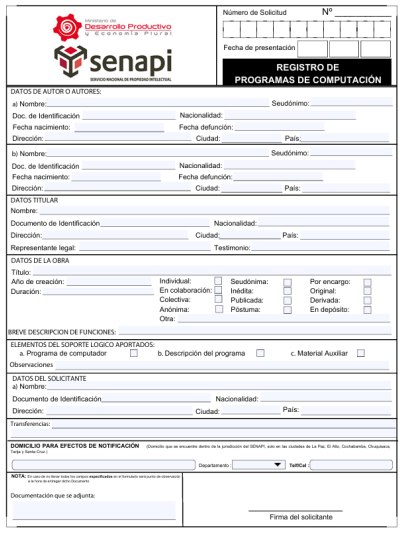 Ministerio de
Desarrollo Productivo
y Economía Plural
senapi
SERVICIO NACIONAL DE PROPIEDAD INTELECTUAL
Número de Solicitud Nº
Fecha de presentación
REGISTRO DE
PROGRAMAS DE COMPUTACIÓN
DATOS DE AUTOR O AUTORES:
a) Nombre: Seudónimo:
Doc. de Identificación Nacionalidad:
Fecha nacimiento: Fecha defunción:
Dirección: Ciudad: País:
b) Nombre: Seudónimo:
Doc. de Identificación Nacionalidad:
Fecha nacimiento: Fecha defunción:
Dirección: Ciudad: País:
DATOS TITULAR
Nombre:
Documento de Identificación Nacionalidad:
Dirección: Ciudad: País:
Representante legal: Testimonio:
DATOS DE LA OBRA
Título:
Año de creación: Individual: Seudónima: Por encargo:
Duración: En colaboración: Inédita: Original:
Colectiva: Publicada: Derivada:
Anónima: Póstuma: En depósito:
Otra:
BREVE DESCRIPCION DE FUNCIONES:
ELEMENTOS DEL SOPORTE LOGICO APORTADOS:
a. Programa de computador b. Descripción del programa c. Material Auxiliar
Observaciones
DATOS DEL SOLICITANTE
a) Nombre:
Documento de Identificación Nacionalidad:
Dirección: Ciudad: País:
Transferencias:
DOMICILIO PARA EFECTOS DE NOTIFICACIÓN (Domicilio que se encuentre dentro de la jurisdicción del SENAPI, solo en las ciudades de La Paz, El Alto, Cochabamba, Chuquisaca,
Tarija y Santa Cruz.)
Departamento : Telf/Cal :
NOTA: En caso de no llenar todos los campos especificados en el formulario será punto de observación
a la hora de entregar dicho Documento
Documentación que se adjunta:
Firma del solicitante